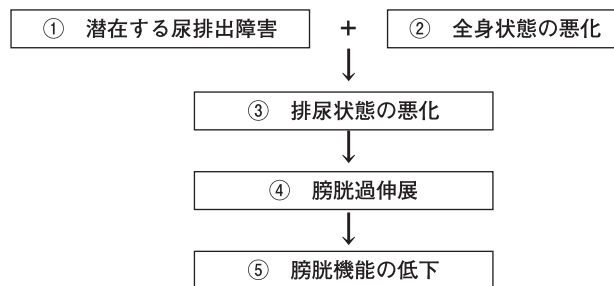 ① 潜在する尿排出障害 + ② 全身状態の悪化
③ 排尿状態の悪化
④ 膀胱過伸展
⑤ 膀胱機能の低下